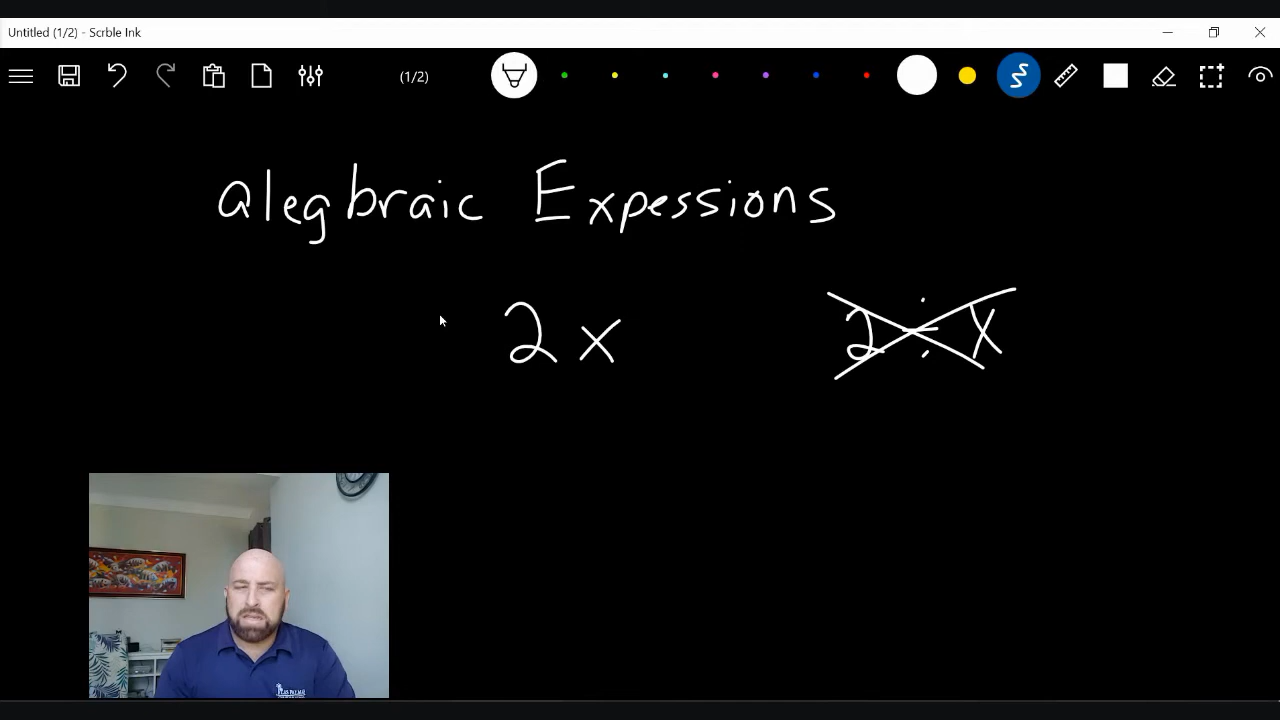 Untitled (1/2) - Scrble Ink
(1/2)
alegbraic Expessions
2x
2 ÷ x